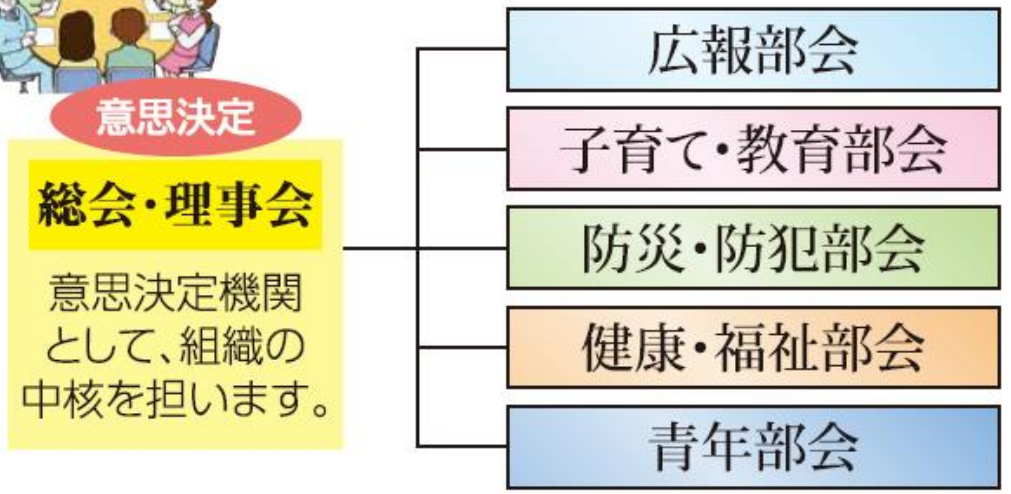 意思決定
総会・理事会
意思決定機関
として、組織の
中核を担います。
広報部会
子育て・教育部会
防災・防犯部会
健康・福祉部会
青年部会